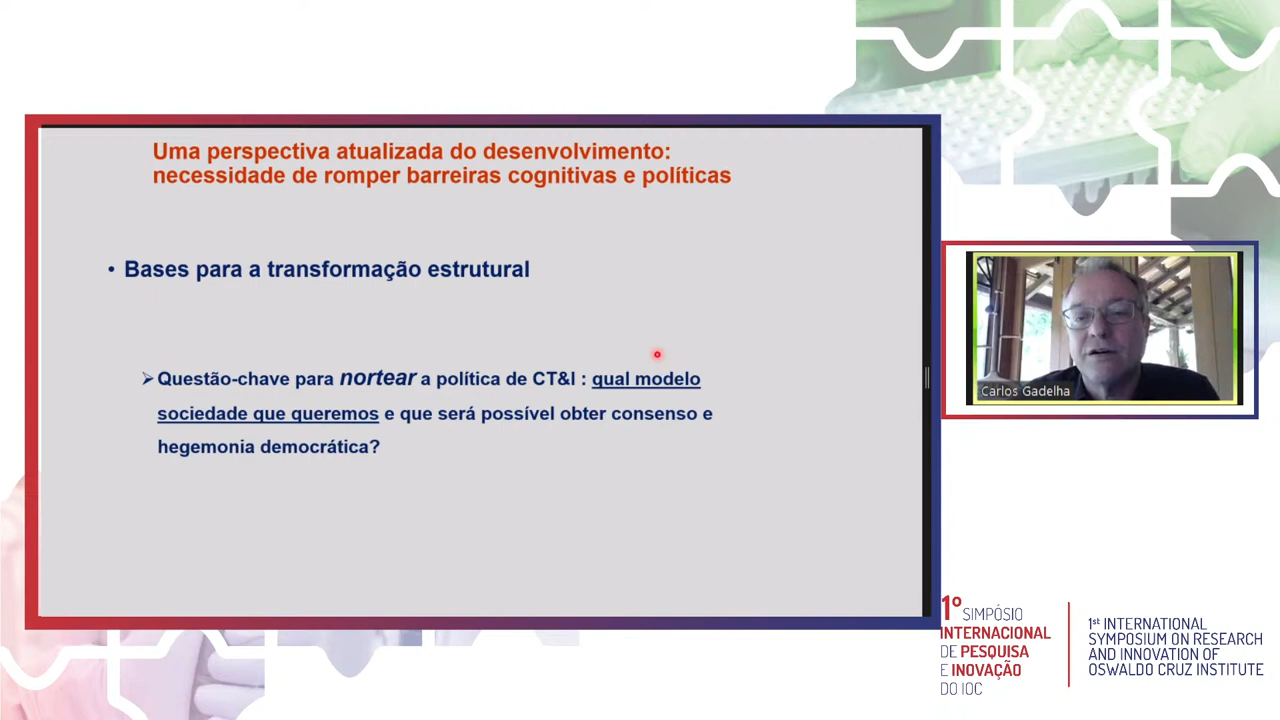 Uma perspectiva atualizada do desenvolvimento:
necessidade de romper barreiras cognitivas e políticas
• Bases para a transformação estrutural
➢ Questão-chave para nortear a política de CT&I : qual modelo
sociedade que queremos e que será possível obter consenso e
hegemonia democrática?
Carlos Gadelha
1º SIMPÓSIO
INTERNACIONAL
DE PESQUISA
E INOVAÇÃO
DO IOC
1st INTERNATIONAL
SYMPOSIUM ON RESEARCH
AND INNOVATION OF
OSWALDO CRUZ INSTITUTE